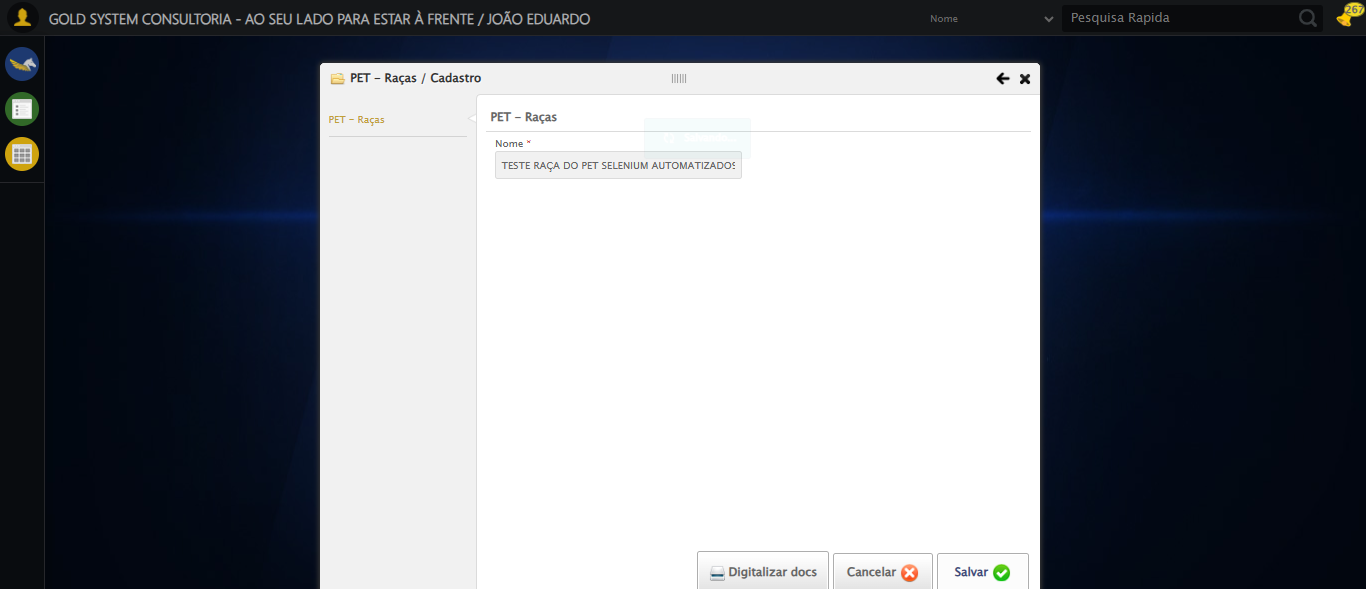 GOLD SYSTEM CONSULTORIA - AO SEU LADO PARA ESTAR À FRENTE / JOÃO EDUARDO
Nome
Pesquisa Rapida
267
PET - Raças / Cadastro
PET - Raças
PET - Raças
Nome *
TESTE RAÇA DO PET SELENIUM AUTOMATIZADOS
Digitalizar docs
Cancelar
Salvar